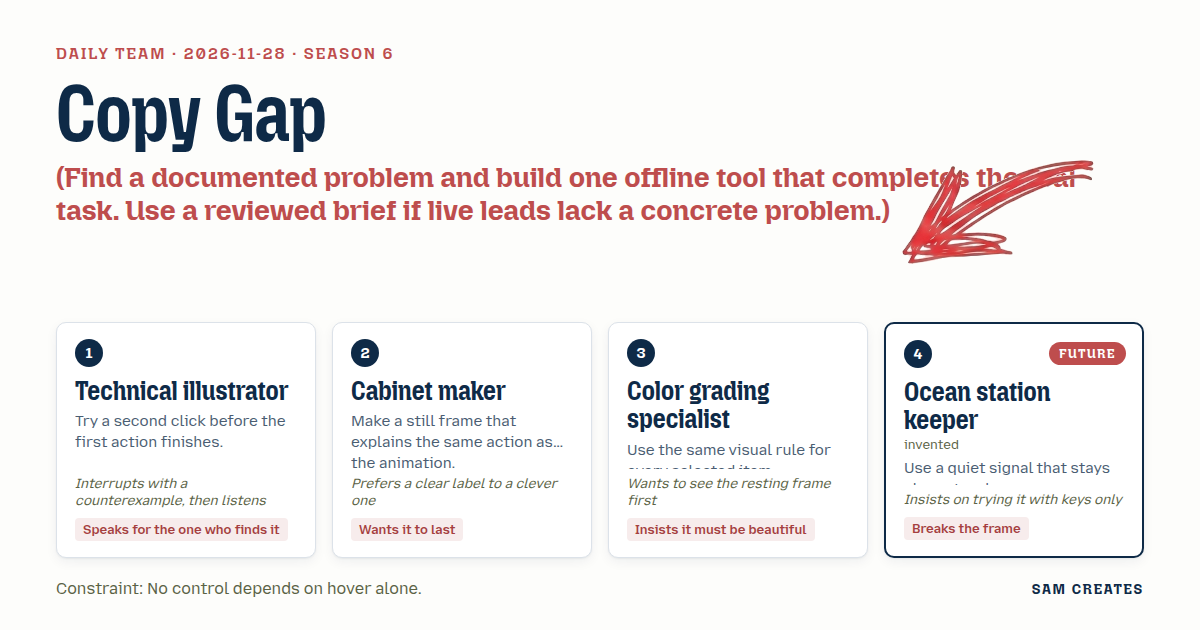 DAILY TEAM · 2026-11-28 · SEASON 6
Copy Gap
(Find a documented problem and build one offline tool that completes the
task. Use a reviewed brief if live leads lack a concrete problem.)
1
Technical illustrator
Try a second click before the
first action finishes.
Interrupts with a
counterexample, then listens
Speaks for the one who finds it
2
Cabinet maker
Make a still frame that
explains the same action as…
the animation.
Prefers a clear label to a clever
one
Wants it to last
3
Color grading
specialist
Use the same visual rule for
Wants to see the resting frame
first
Insists it must be beautiful
4
FUTURE
Ocean station
keeper
invented
Use a quiet signal that stays
Insists on trying it with keys only
Breaks the frame
Constraint: No control depends on hover alone.
SAM CREATES